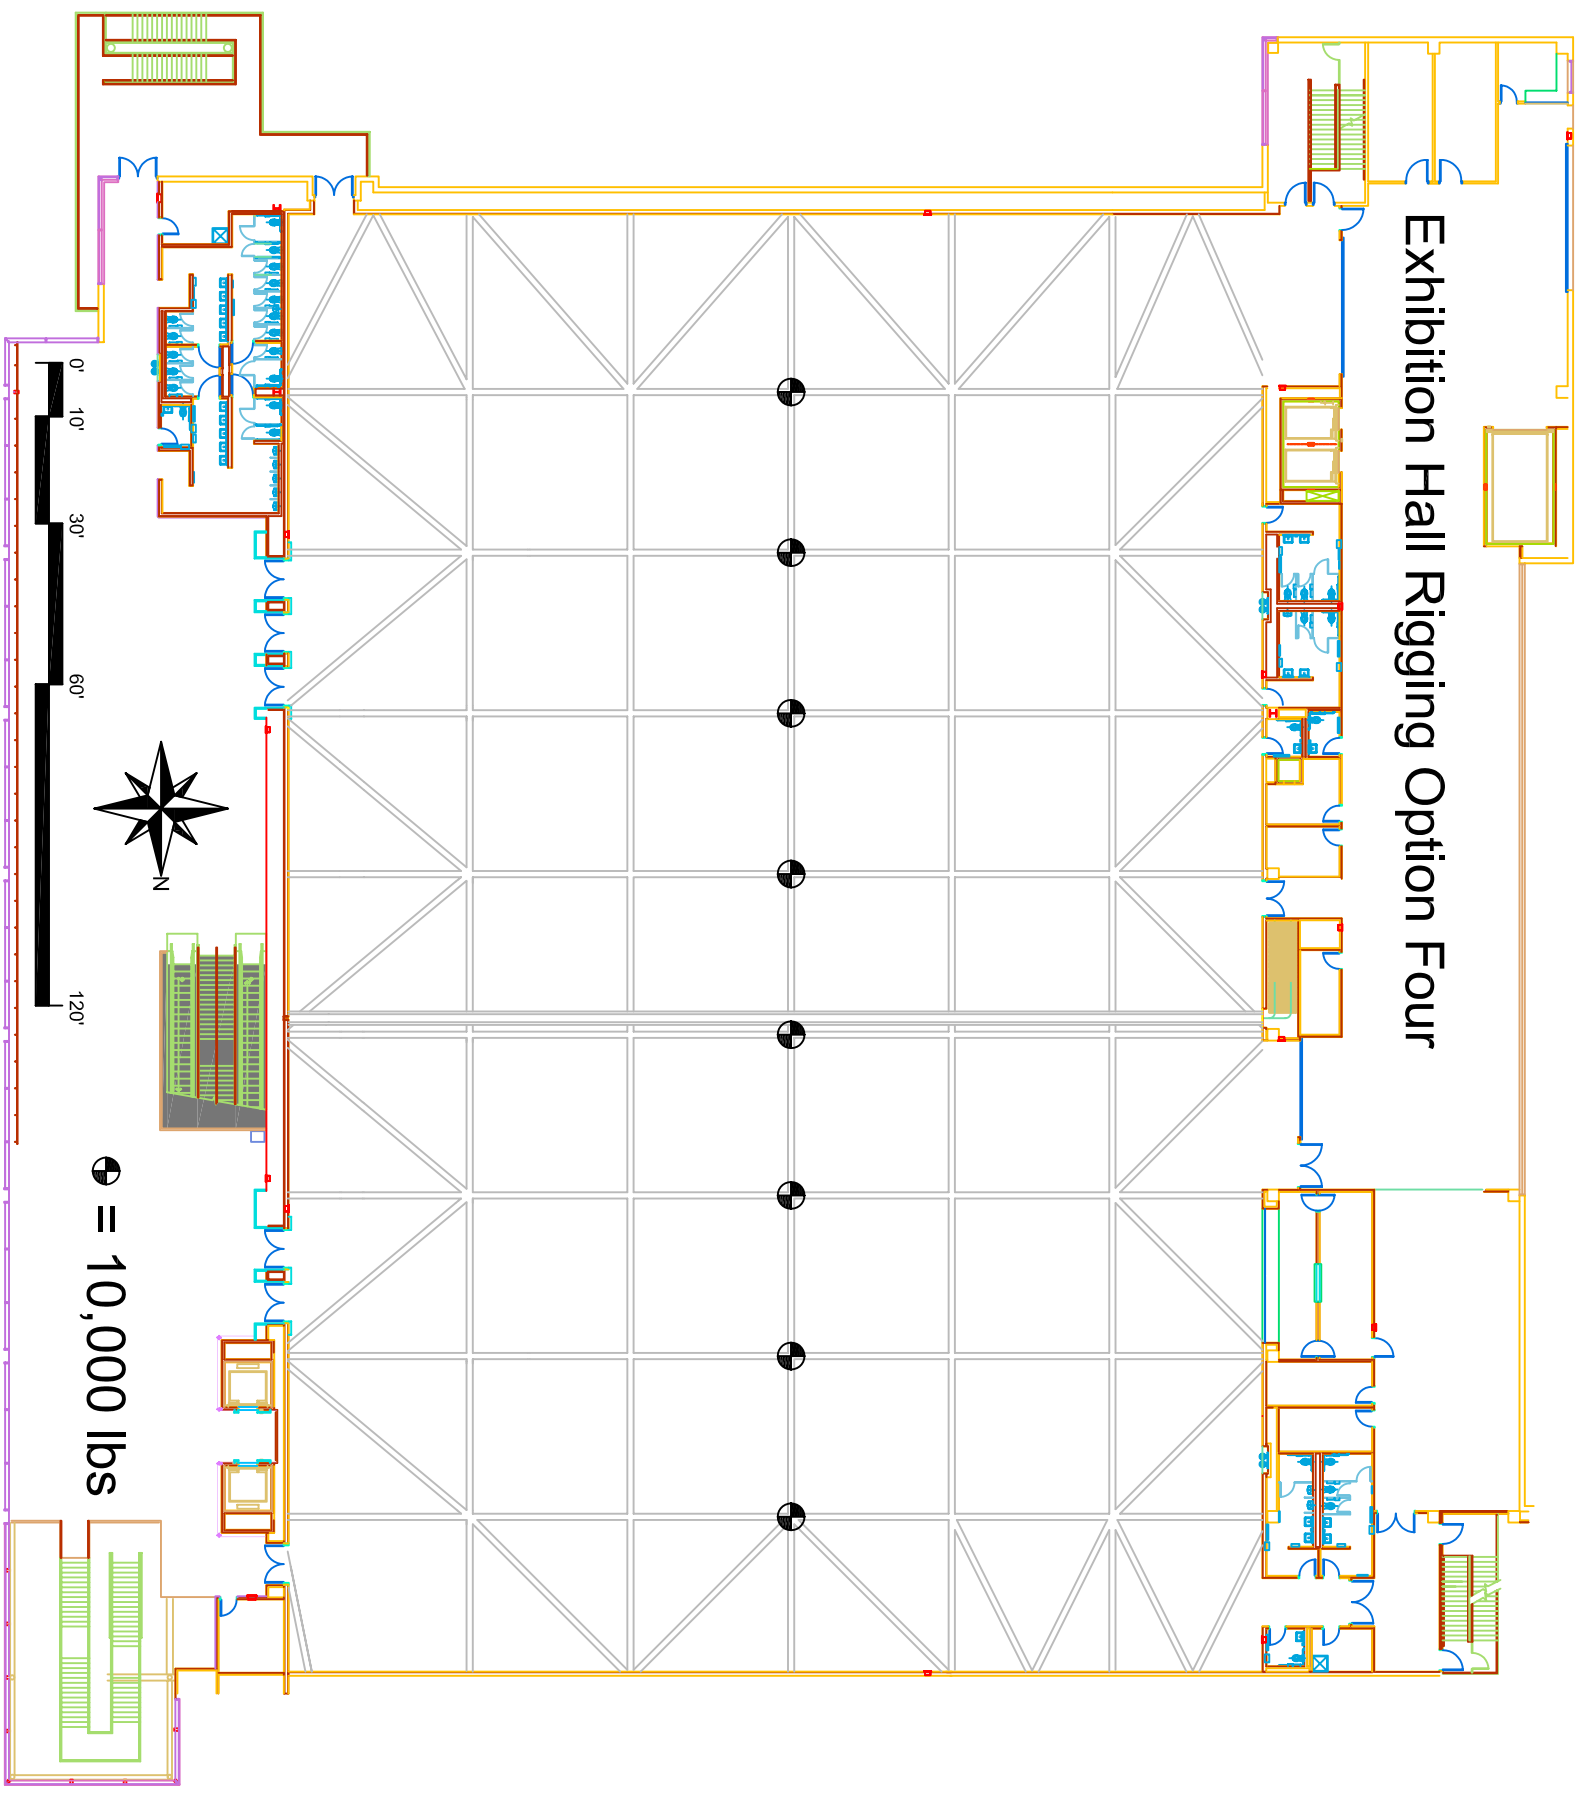 Exhibition Hall Rigging Option Four
0'
10'
30'
60'
120'
N
= 10,000 lbs